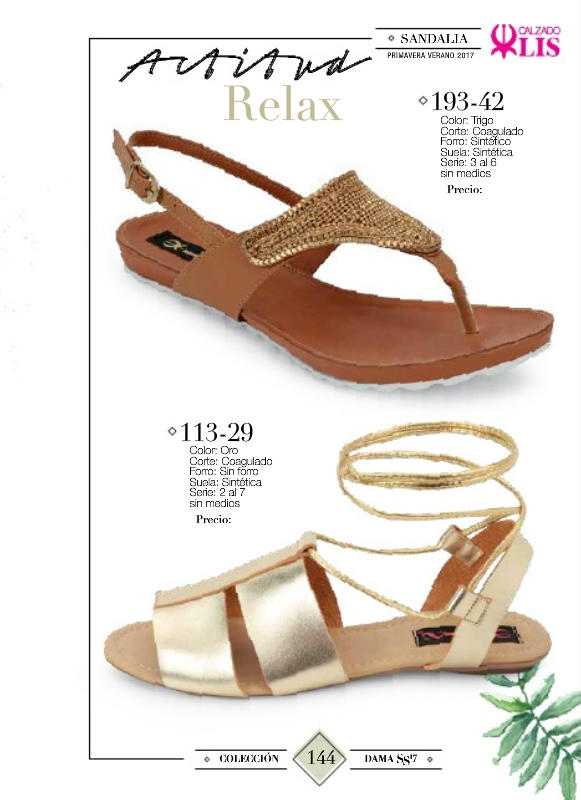 SANDALIA
PRIMAVERA VERANO 2017
CALZADO
LIS
Actitud
Relax
193-42
Color: Trigo
Corte: Coagulado
Forro: Sintético
Suela: Sintética
Serie: 3 al 6
sin medios
Precio:
113-29
Color: Oro
Corte: Coagulado
Forro: Sin forro
Suela: Sintética
Serie: 2 al 7
sin medios
Precio:
COLECCIÓN
144
DAMA SS'7